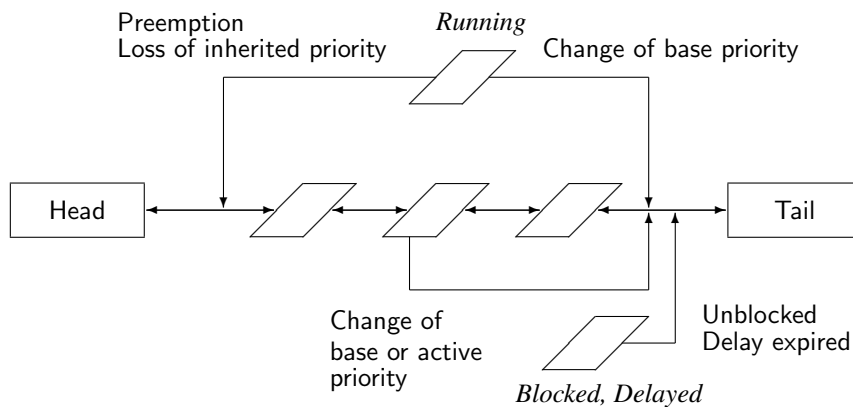 Preemption
Loss of inherited priority
Running
Change of base priority
Head
Tail
Change of
base or active
priority
Unblocked
Delay expired
Blocked, Delayed